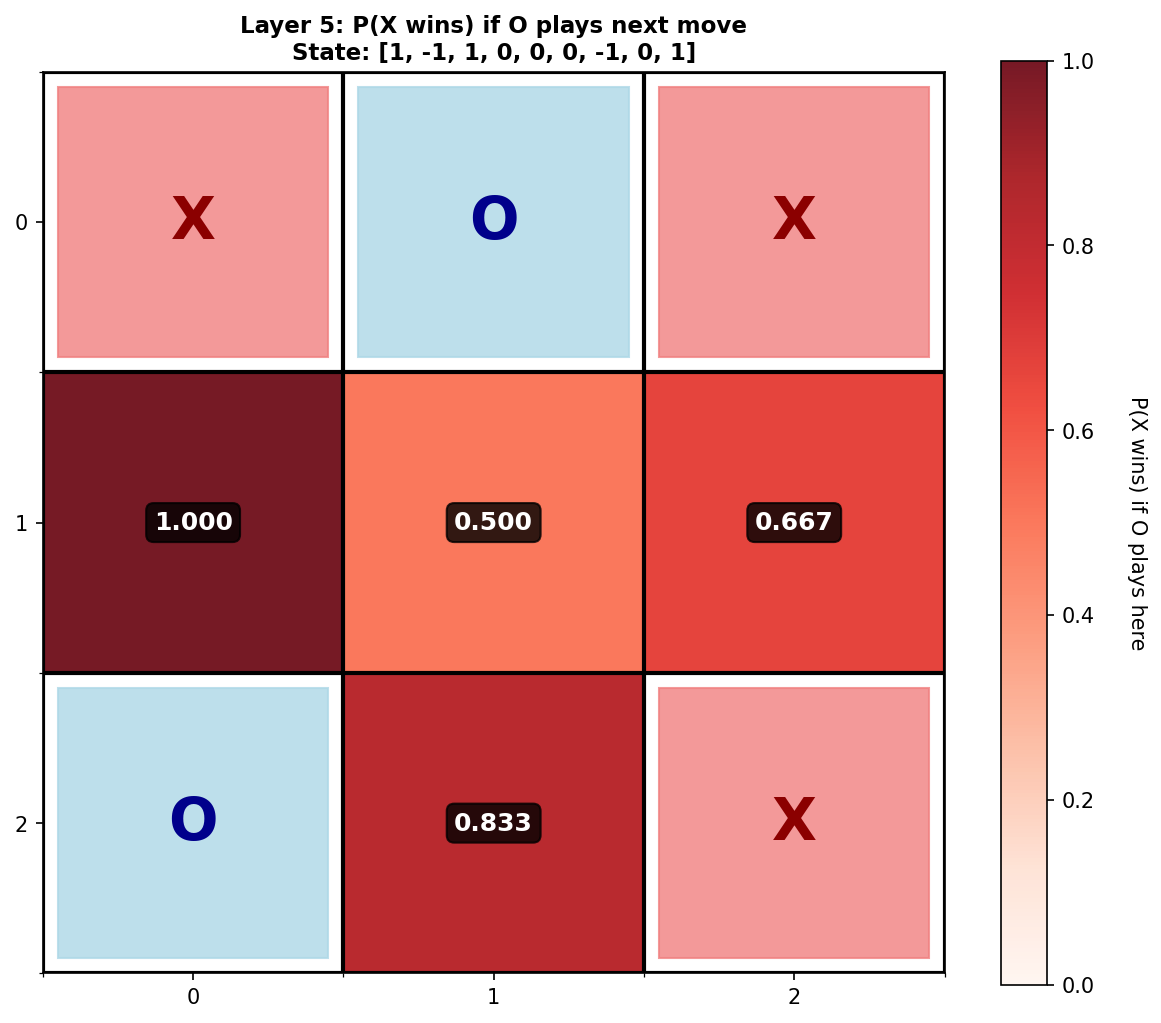 Layer 5: P(X wins) if O plays next move
State: [1, -1, 1, 0, 0, 0, -1, 0, 1]
0
X
O
X
1
1.000
0.500
0.667
2
O
0.833
X
0
1
2
1.0
0.8
0.6
0.4
0.2
0.0
P(X wins) if O plays here